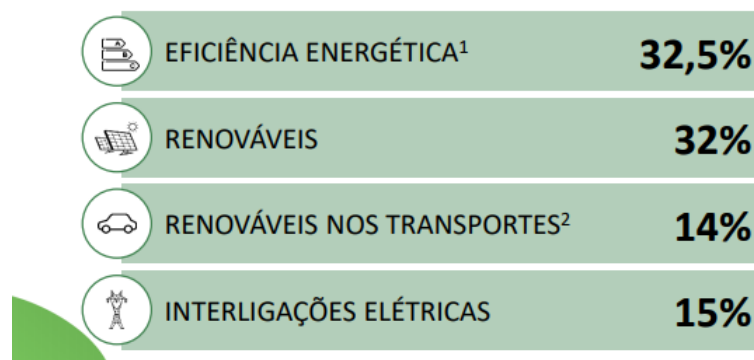 EFICIÊNCIA ENERGÉTICA¹ 32,5%
RENOVÁVEIS 32%
RENOVÁVEIS NOS TRANSPORTES² 14%
INTERLIGAÇÕES ELÉTRICAS 15%